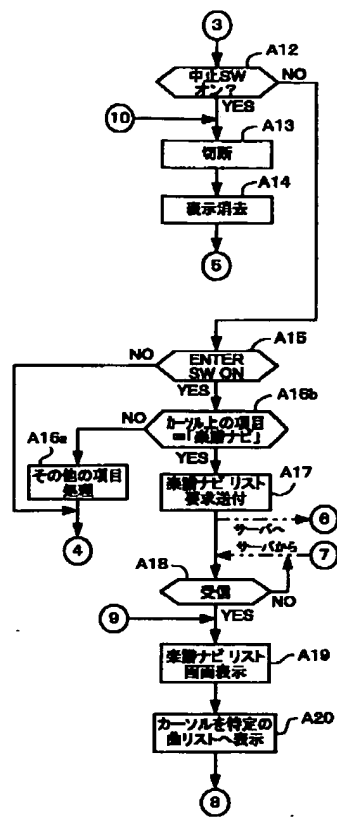 3
A12
中止SW
オン?
NO
YES
10
A13
切断
A14
表示消去
5
A15
NO
ENTER
SW ON
YES
A16b
カーソル上の項目
=「楽譜ナビ」
NO
A16a
YES
その他の項目
処理
A17
楽譜ナビ リスト
要求送付
4
サーバへ
6
サーバから
7
A18
受信
NO
9
YES
A19
楽譜ナビ リスト
画面表示
A20
カーソルを特定の
曲リストへ表示
8